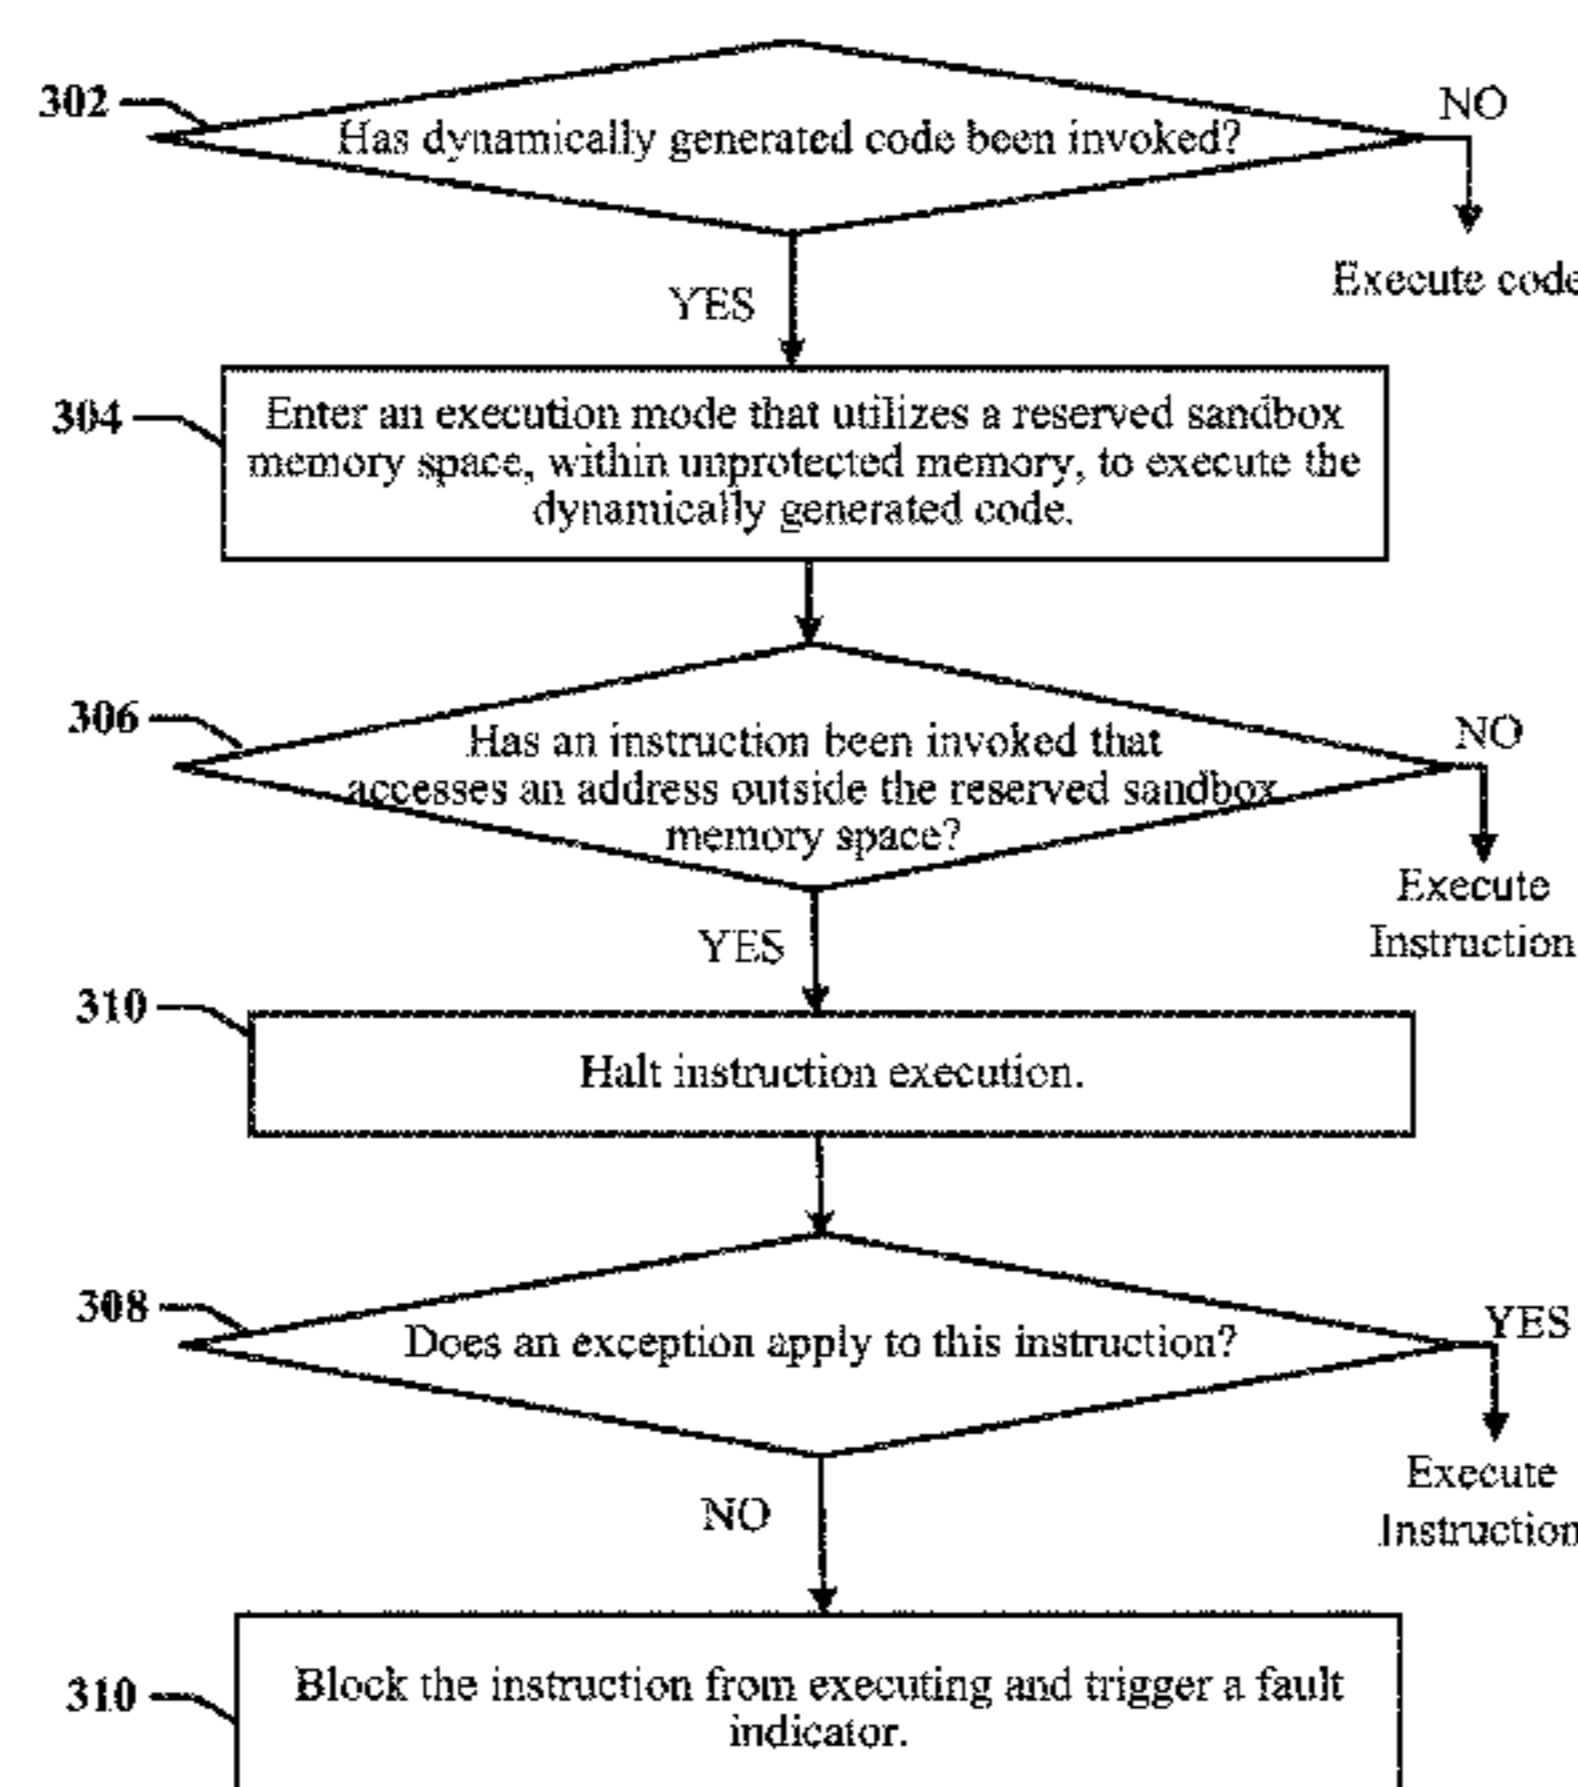 302
Has dynamically generated code been invoked?
NO
Execute code
YES
304
Enter an execution mode that utilizes a reserved sandbox
memory space, within unprotected memory, to execute the
dynamically generated code.
306
Has an instruction been invoked that
accesses an address outside the reserved sandbox
memory space?
NO
Execute
Instruction
YES
310
Halt instruction execution.
308
Does an exception apply to this instruction?
YES
Execute
Instruction
NO
310
Block the instruction from executing and trigger a fault
indicator.